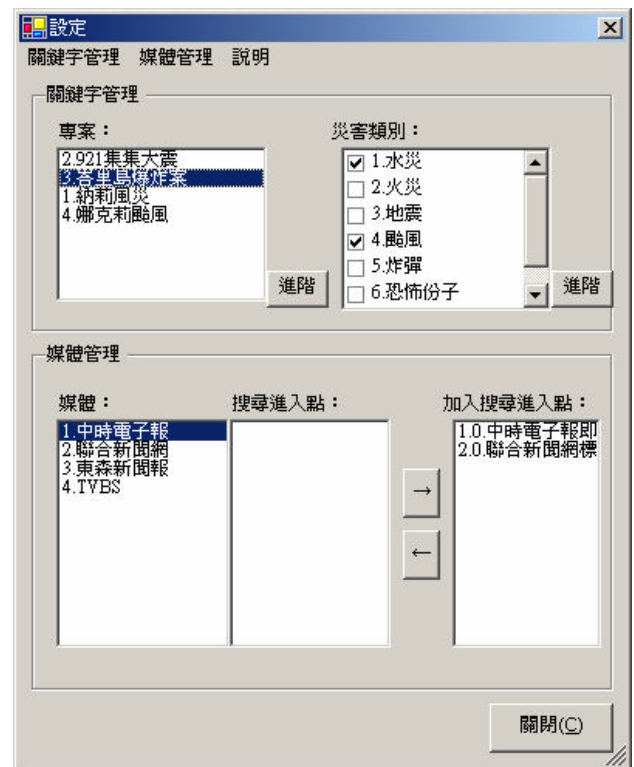 設定
關鍵字管理 媒體管理 說明
關鍵字管理
專案：
2.921集集大震
3.峇里島爆炸案
1.納莉風災
4.娜克莉颱風
進階
災害類別：
1.水災
2.火災
3.地震
4.颱風
5.炸彈
6.恐怖份子
進階
媒體管理
媒體：
1.中時電子報
2.聯合新聞網
3.東森新聞報
4.TVBS
搜尋進入點：
→
←
加入搜尋進入點：
1.0.中時電子報即
2.0.聯合新聞網標
關閉(C)